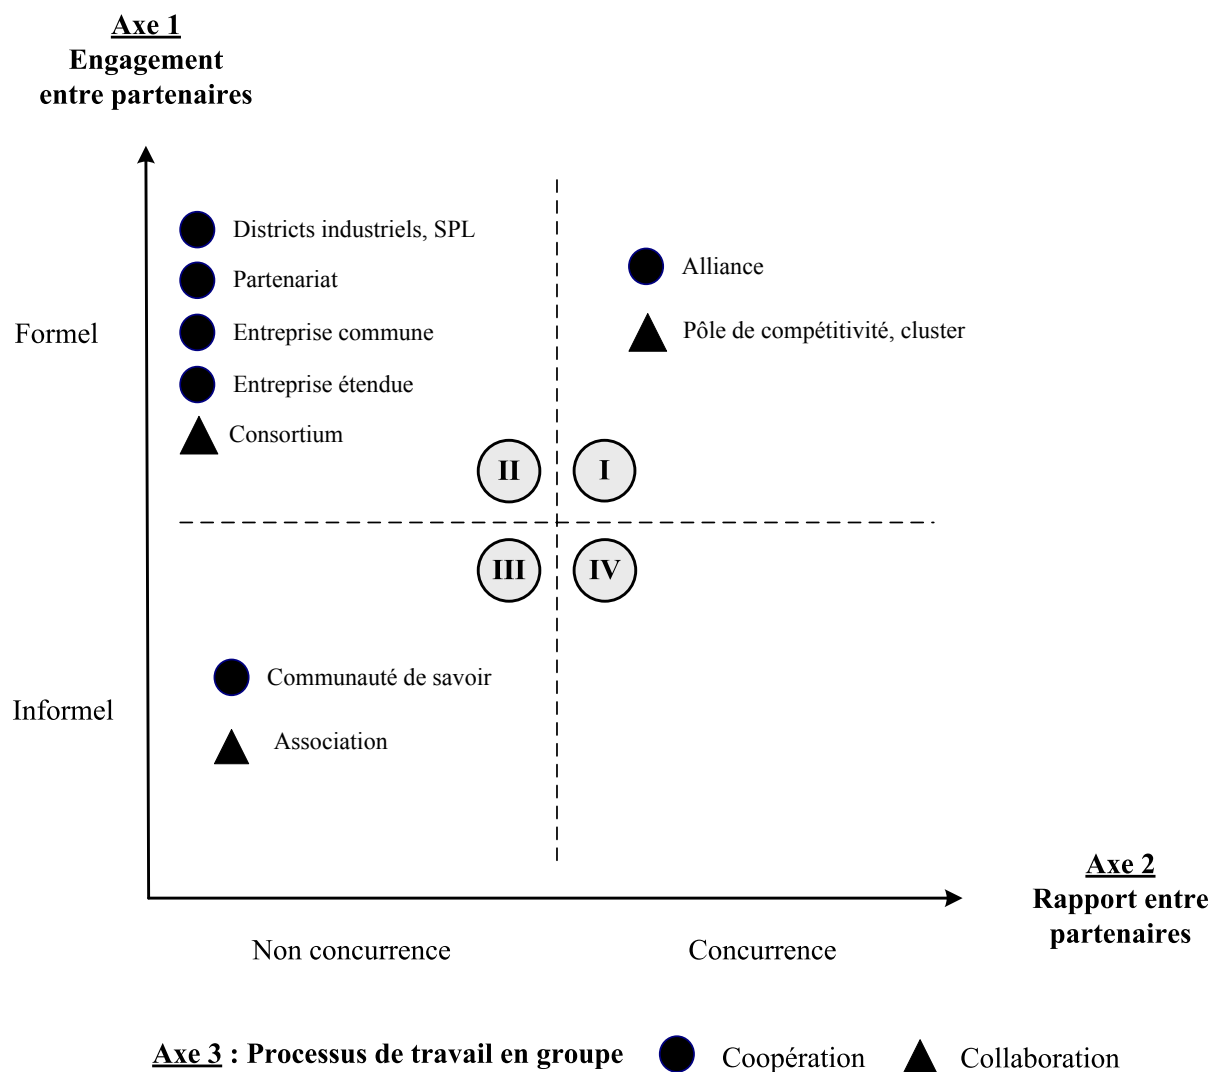 Axe 1
Engagement
entre partenaires
Districts industriels, SPL
Partenariat
Entreprise commune
Entreprise étendue
Consortium
Alliance
Pôle de compétitivité, cluster
Formel
II
I
III
IV
Communauté de savoir
Association
Informel
Axe 2
Rapport entre
partenaires
Non concurrence
Concurrence
Axe 3 : Processus de travail en groupe
Coopération
Collaboration